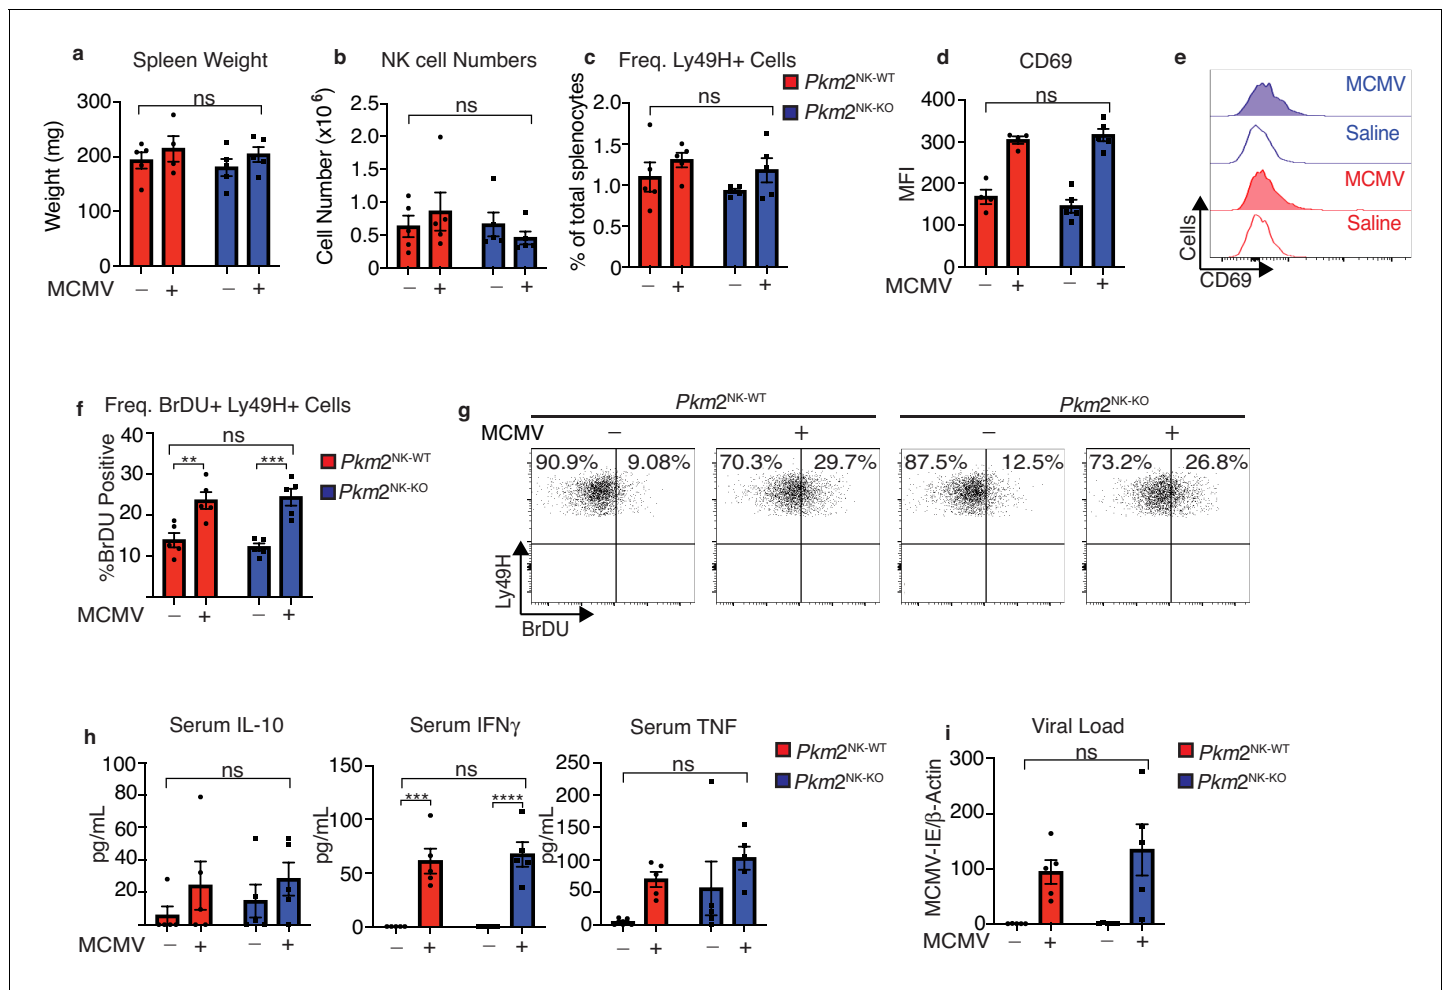 a Spleen Weight
Weight (mg)
300
200
100
0
ns
MCMV − + − +
b NK cell Numbers
Cell Number (x10⁶)
2.5
2.0
1.5
1.0
0.5
0
ns
− + − +
c Freq. Ly49H+ Cells
% of total splenocytes
2.0
1.5
1.0
0.5
0
ns
− + − +
Pkm2NK-WT
Pkm2NK-KO
d CD69
MFI
400
300
200
100
0
ns
MCMV − + − +
e
MCMV
Saline
MCMV
Saline
Cells
CD69
f Freq. BrDU+ Ly49H+ Cells
%BrDU Positive
40
30
20
10
ns
** ***
MCMV − + − +
Pkm2NK-WT
Pkm2NK-KO
g Pkm2NK-WT Pkm2NK-KO
MCMV − + − +
90.9% 9.08% 70.3% 29.7% 87.5% 12.5% 73.2% 26.8%
Ly49H
BrDU
h Serum IL-10
pg/mL
100
80
60
40
20
ns
MCMV − + − +
Serum IFNγ
pg/mL
150
100
50
0
ns
*** ****
− + − +
Serum TNF
pg/mL
250
200
150
100
50
0
ns
− + − +
Pkm2NK-WT
Pkm2NK-KO
i Viral Load
MCMV-IE/β-Actin
300
200
100
0
ns
MCMV − + − +
Pkm2NK-WT
Pkm2NK-KO